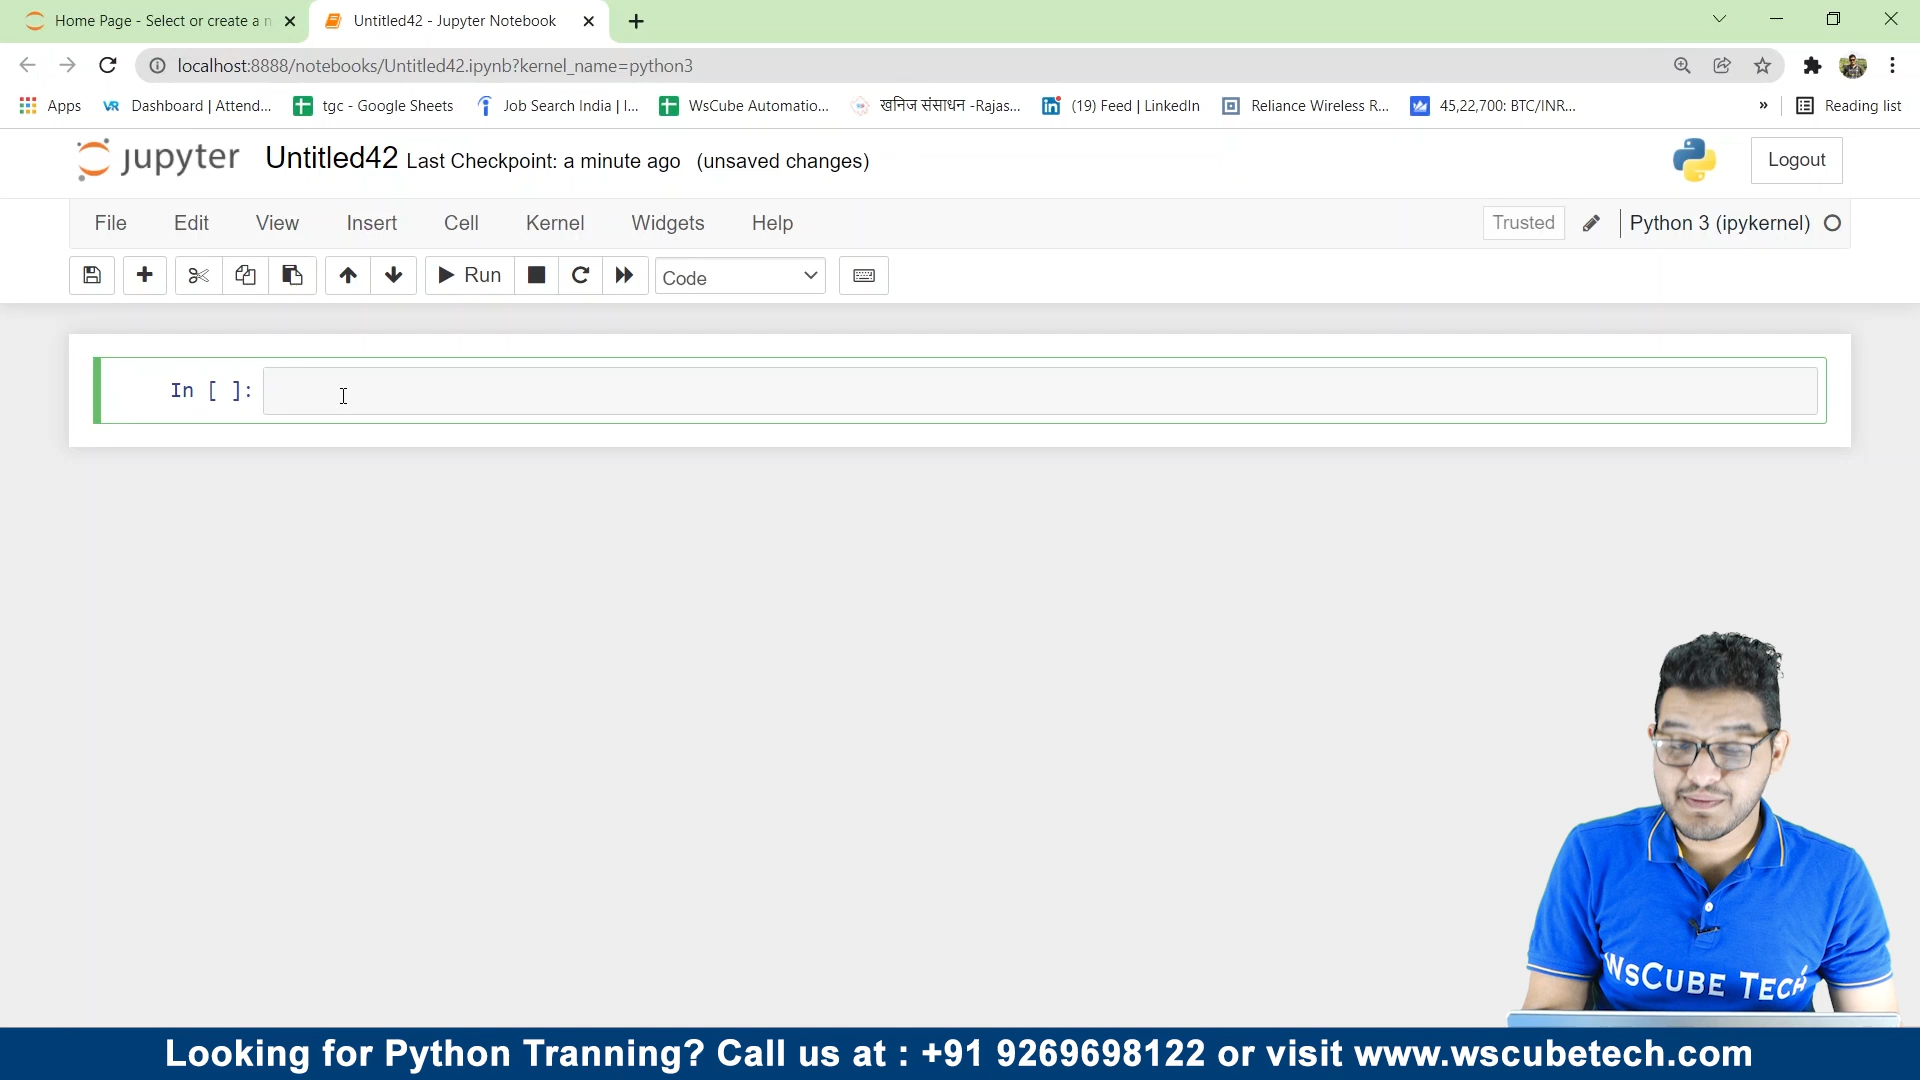 Home Page - Select or create a n
Untitled42 - Jupyter Notebook
localhost:8888/notebooks/Untitled42.ipynb?kernel_name=python3
Apps
VR Dashboard | Attend...
tgc - Google Sheets
Job Search India | I...
WsCube Automatio...
खनिज संसाधन -Rajas...
(19) Feed | LinkedIn
Reliance Wireless R...
45,22,700: BTC/INR...
»
Reading list
jupyter Untitled42 Last Checkpoint: a minute ago (unsaved changes)
Logout
File Edit View Insert Cell Kernel Widgets Help
Trusted
Python 3 (ipykernel)
Run
Code
In [ ]:
WsCube Tech
Looking for Python Tranning? Call us at : +91 9269698122 or visit www.wscubetech.com